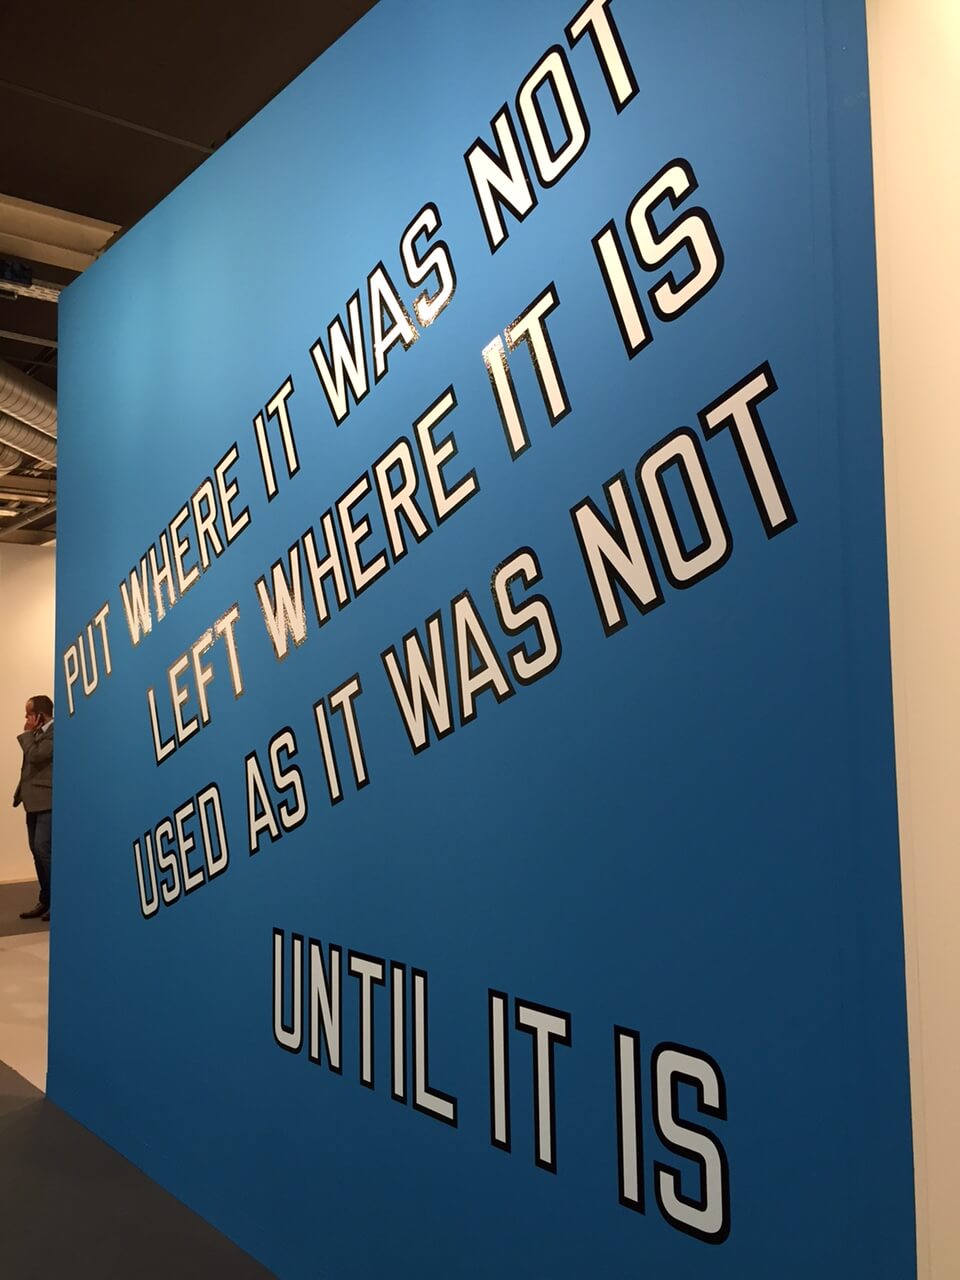 PUT WHERE IT WAS NOT
LEFT WHERE IT IS
USED AS IT WAS NOT
UNTIL IT IS